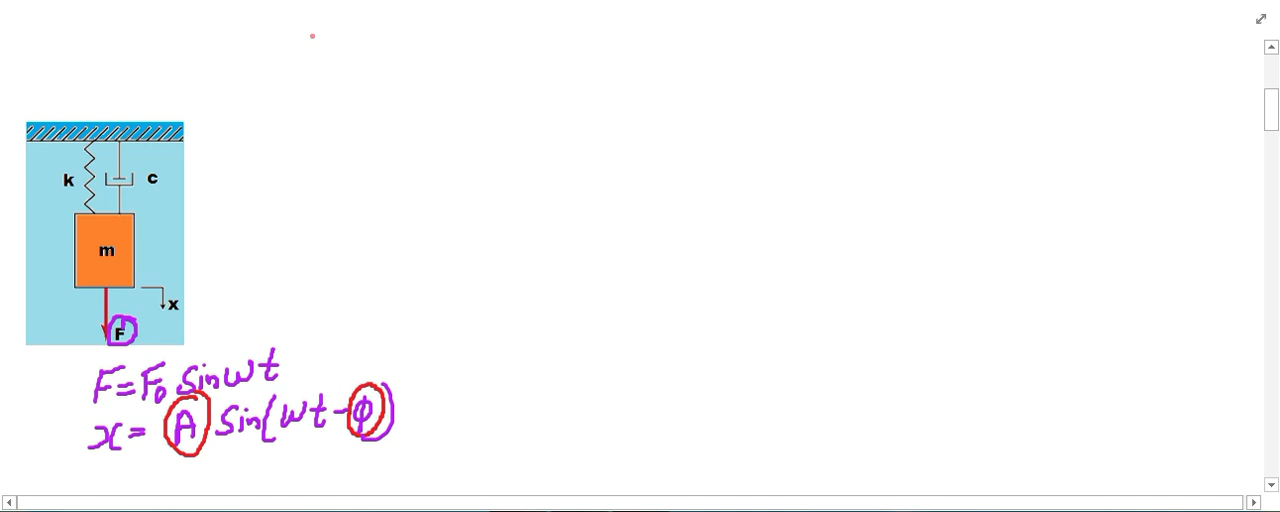 k c
m
x
F
F=F₀ sinωt
x= A sin(ωt-φ)